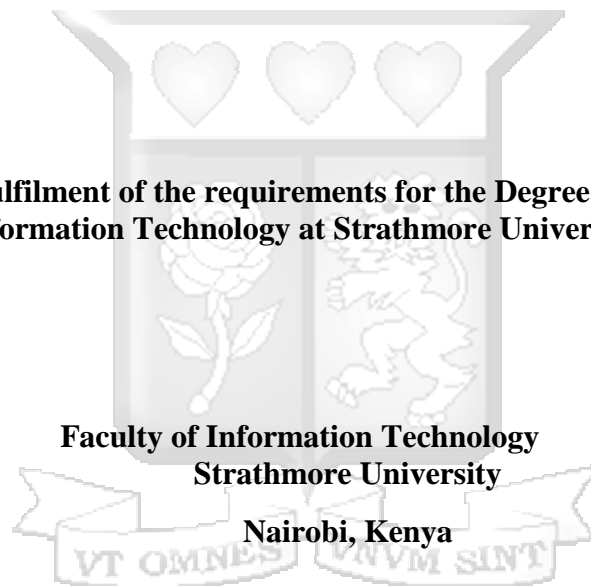 ulfilment of the requirements for the Degree
formation Technology at Strathmore Univer
Faculty of Information Technology
Strathmore University
Nairobi, Kenya
VT OMNES VNVM SINT